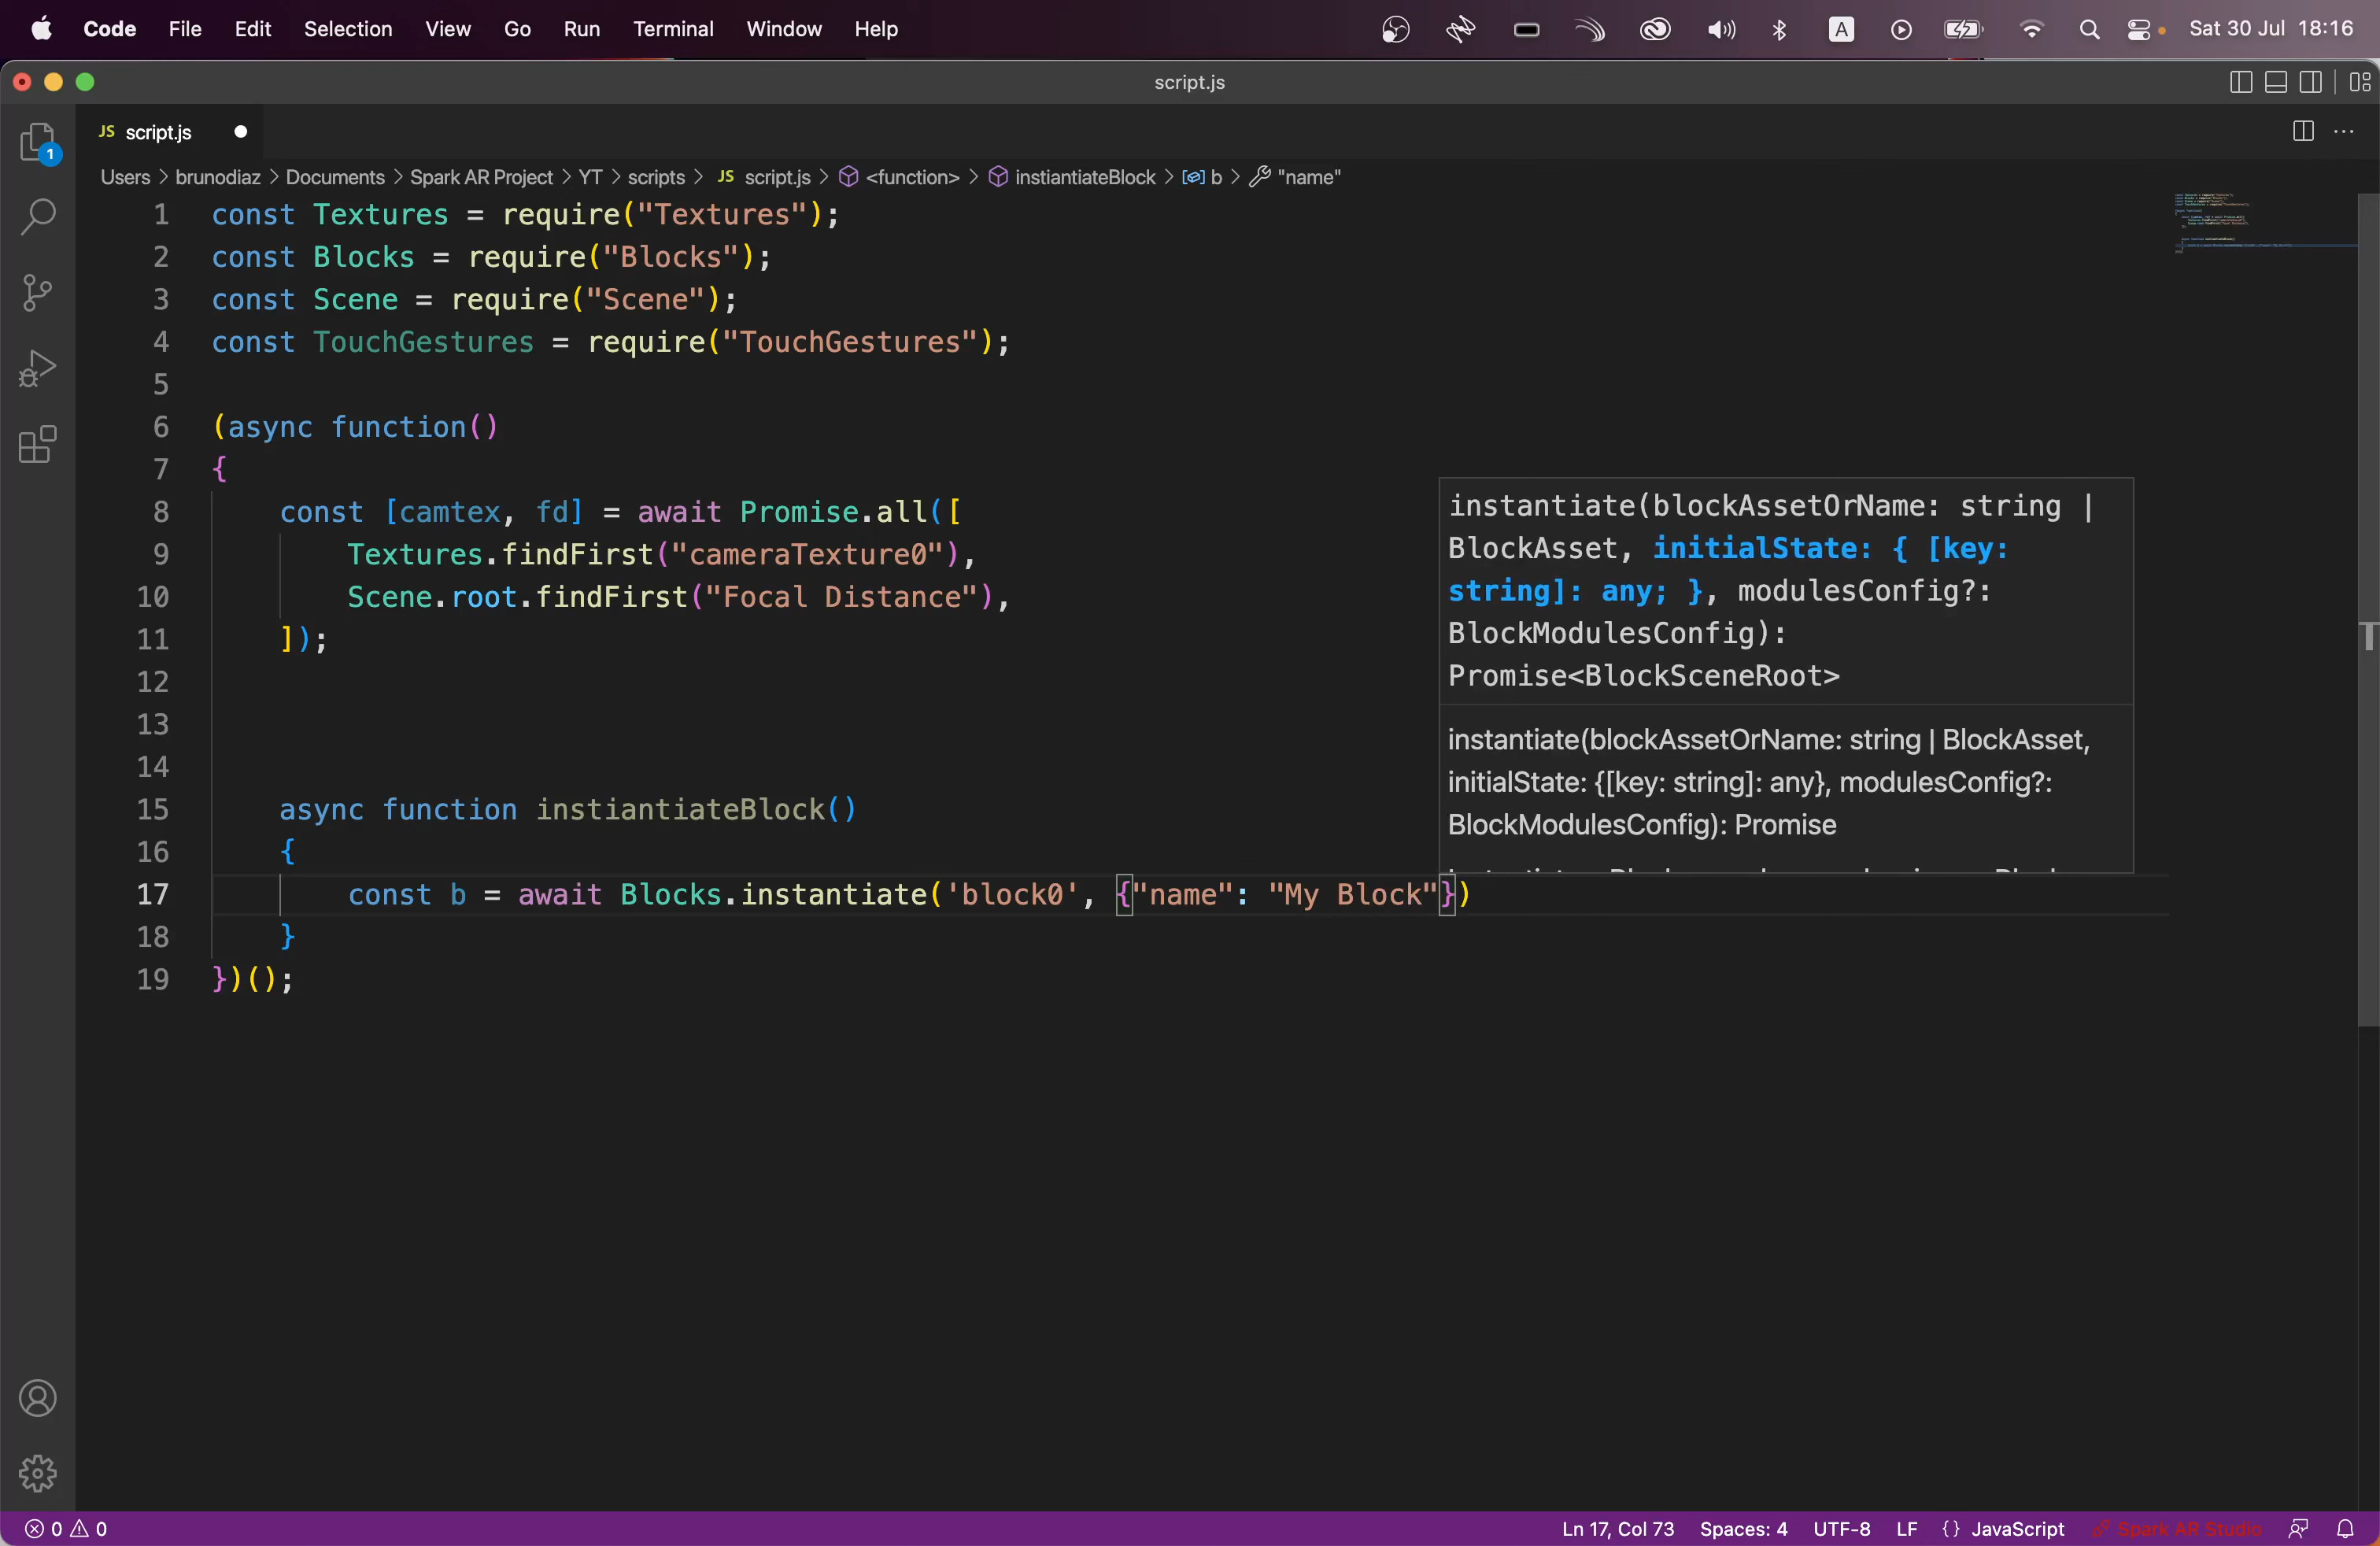 Code File Edit Selection View Go Run Terminal Window Help A Sat 30 Jul 18:16
script.js
JS script.js
1
Users > brunodiaz > Documents > Spark AR Project > YT > scripts > JS script.js > <function> > instiantiateBlock > b > "name"
1 const Textures = require("Textures");
2 const Blocks = require("Blocks");
3 const Scene = require("Scene");
4 const TouchGestures = require("TouchGestures");
5
6 (async function()
7 {
8 const [camtex, fd] = await Promise.all([
9 Textures.findFirst("cameraTexture0"),
10 Scene.root.findFirst("Focal Distance"),
11 ]);
12
13
14
15 async function instiantiateBlock()
16 {
17 const b = await Blocks.instantiate('block0', {"name": "My Block"})
18 }
19 })();
instantiate(blockAssetOrName: string |
BlockAsset, initialState: { [key:
string]: any; }, modulesConfig?:
BlockModulesConfig):
Promise<BlockSceneRoot>
instantiate(blockAssetOrName: string | BlockAsset,
initialState: {[key: string]: any}, modulesConfig?:
BlockModulesConfig): Promise
0 0 Ln 17, Col 73 Spaces: 4 UTF-8 LF {} JavaScript Spark AR Studio